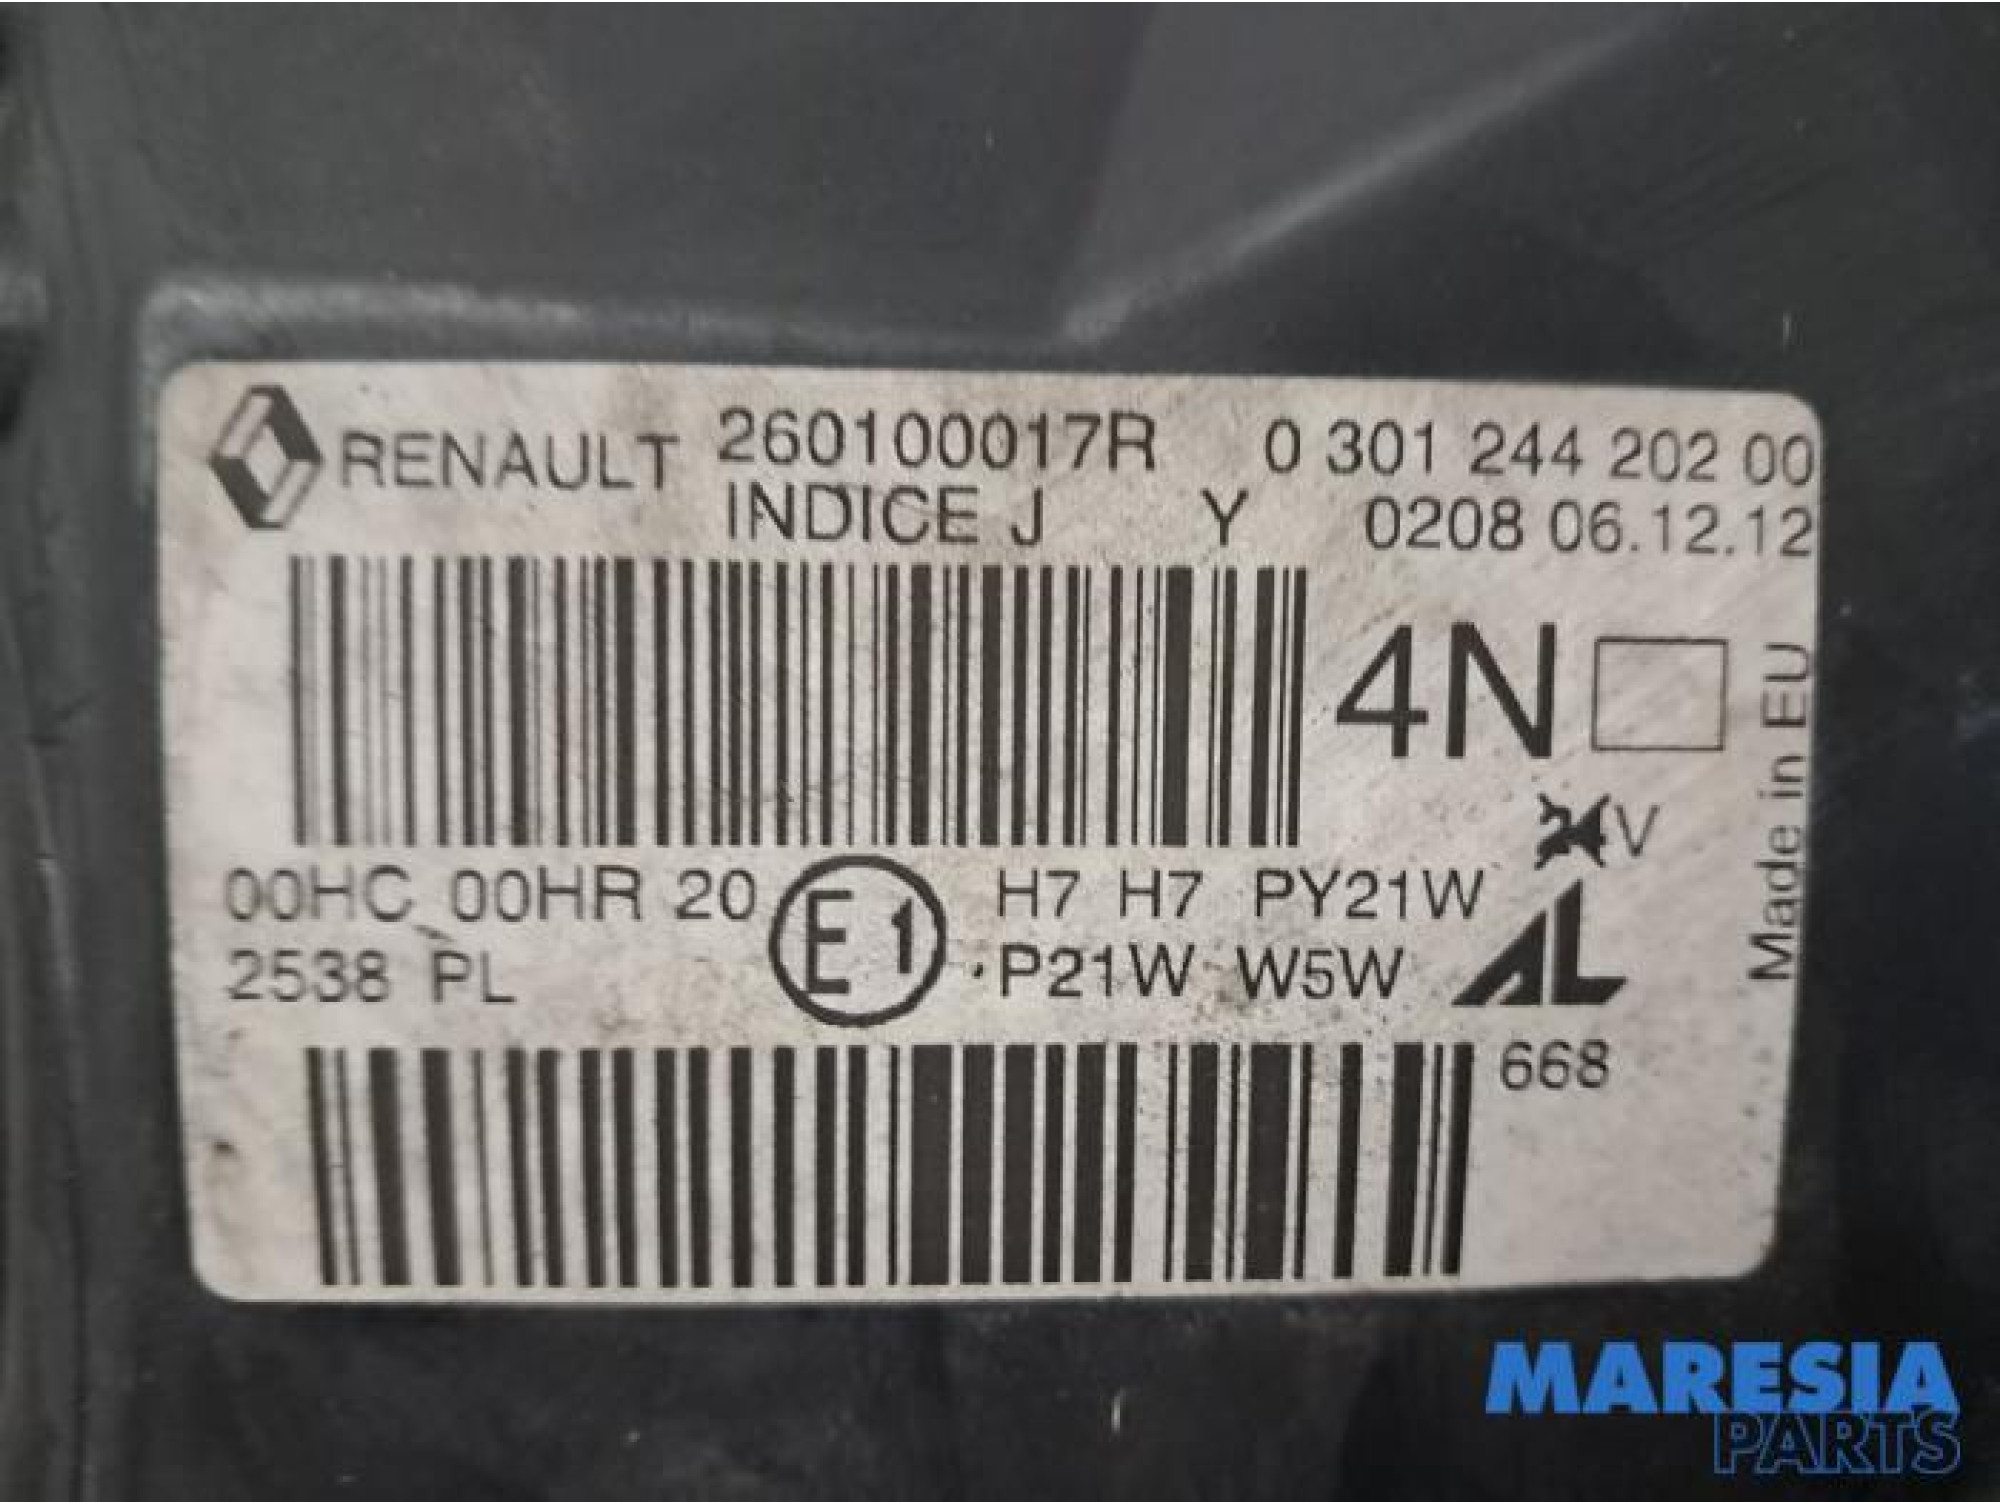 RENAULT 260100017R 0 301 244 202 00
INDICE J Y 0208 06.12.12
4N
Made in EU
24V
00HC 00HR 20 E1 H7 H7 PY21W
2538 PL P21W W5W AL
668
MARESIA
PARTS